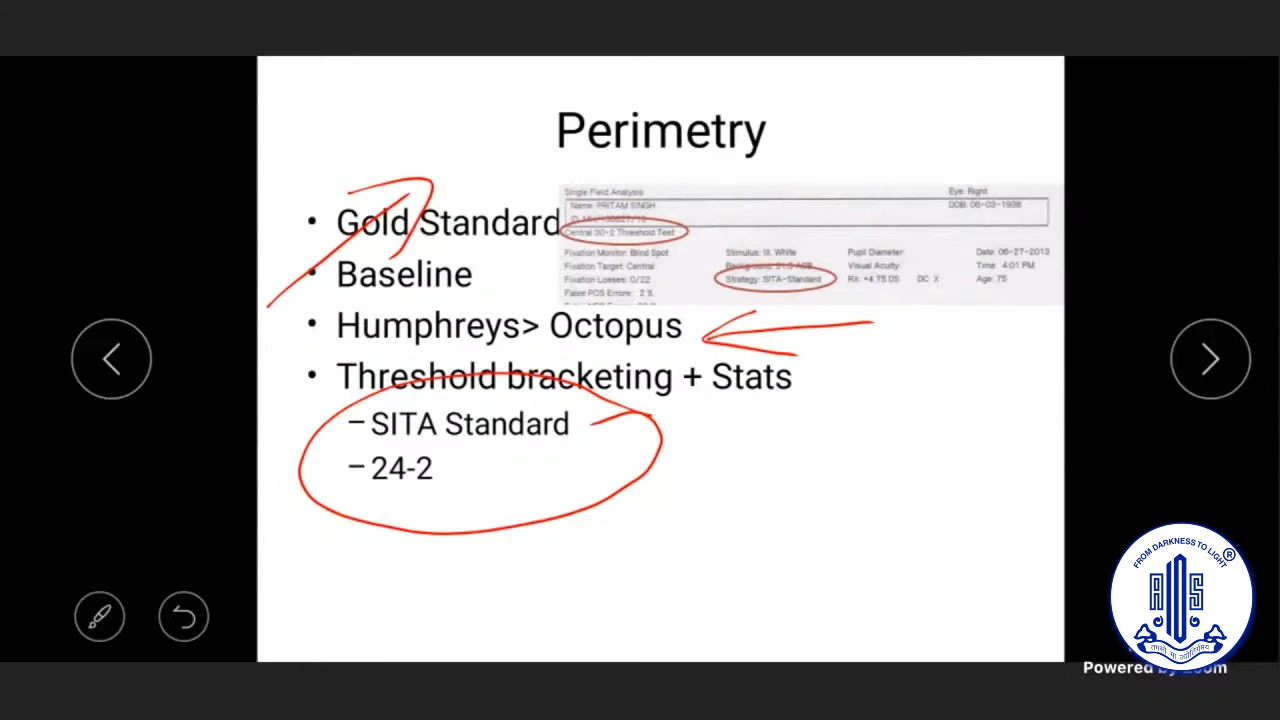 Perimetry
• Gold Standard
• Baseline
• Humphreys> Octopus
• Threshold bracketing + Stats
– SITA Standard
– 24-2
Single Field Analysis
Eye: Right
Name: PRITAM SINGH
DOB: 06-03-1938
Central 30-2 Threshold Test
Fixation Monitor: Blind Spot
Stimulus: III, White
Pupil Diameter:
Date: 06-27-2013
Fixation Target: Central
Visual Acuity:
Time: 4:01 PM
Fixation Losses: 0/22
Strategy: SITA-Standard
RX: +4.75 DS DC X
Age: 75
False POS Errors: 2 %
FROM DARKNESS TO LIGHT
AIOS
®
तमसो मा ज्योतिर्गमय
Powered by Zoom